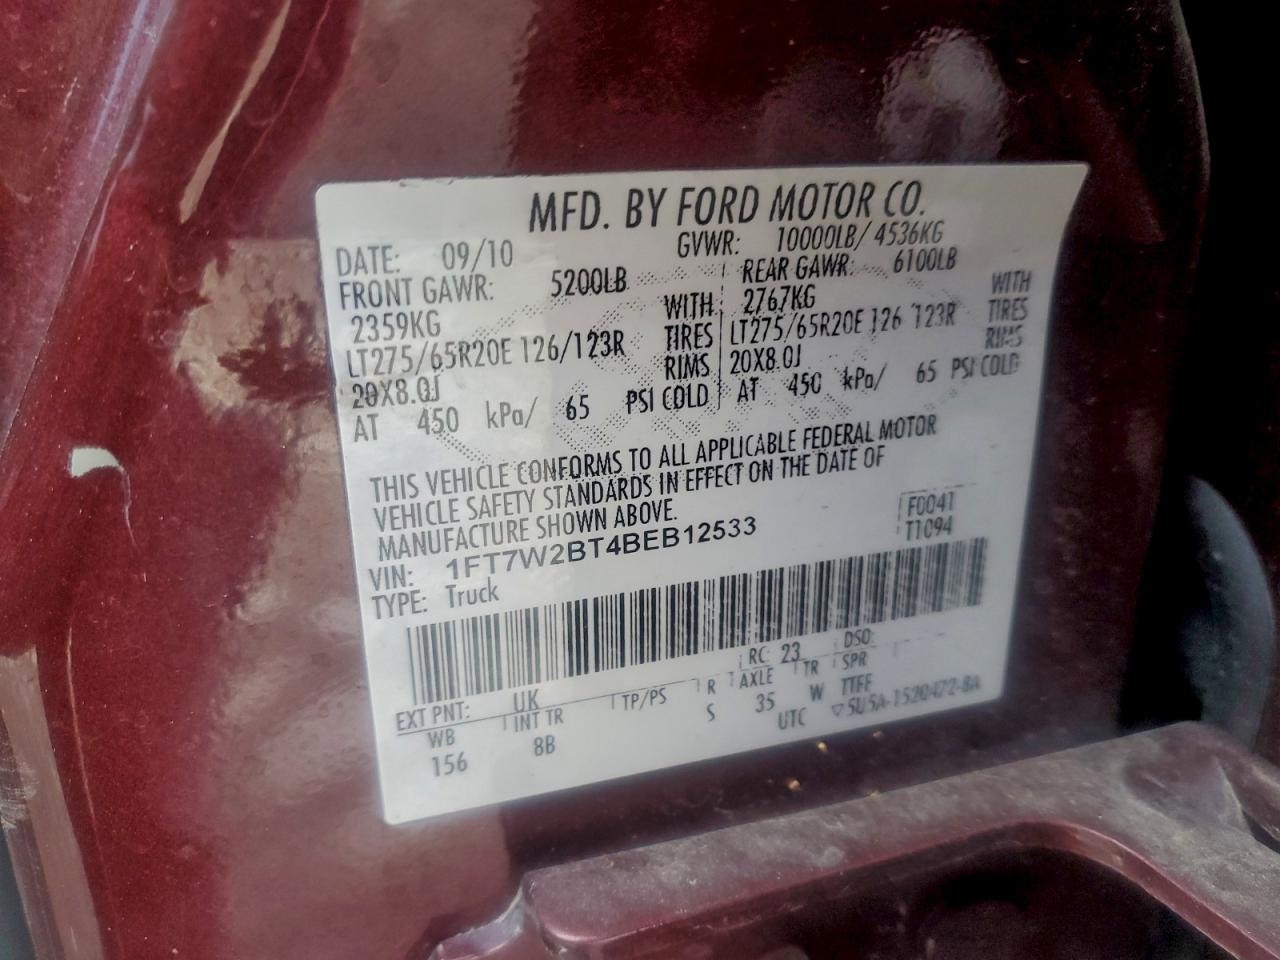 MFD. BY FORD MOTOR CO.
DATE: 09/10 GVWR: 10000LB/ 4536KG
FRONT GAWR: 5200LB REAR GAWR: 6100LB
2359KG WITH 2767KG WITH
LT275/65R20E 126/123R TIRES LT275/65R20E 126 123R TIRES
20X8.0J RIMS 20X8.0J RIMS
AT 450 kPa/ 65 PSI COLD AT 450 kPa/ 65 PSI COLD
THIS VEHICLE CONFORMS TO ALL APPLICABLE FEDERAL MOTOR
VEHICLE SAFETY STANDARDS IN EFFECT ON THE DATE OF
MANUFACTURE SHOWN ABOVE.
VIN: 1FT7W2BT4BEB12533 F0041
TYPE: Truck T1094
EXT PNT: UK RC: 23 DSO:
WB INT TR TP/PS R AXLE TR SPR
156 8B S 35 W TTFF
UTC ▽5U5A-1520472-BA